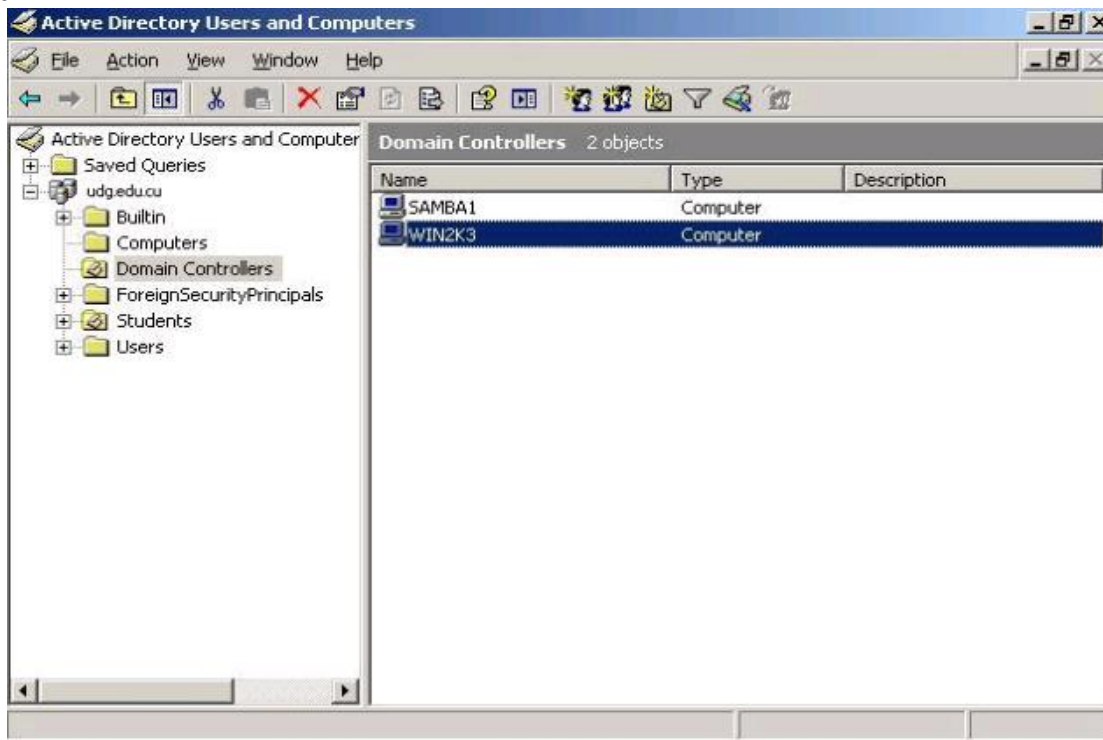 Active Directory Users and Computers
File Action View Window Help
Active Directory Users and Computer
Saved Queries
udg.edu.cu
Builtin
Computers
Domain Controllers
ForeignSecurityPrincipals
Students
Users
Domain Controllers 2 objects
Name Type Description
SAMBA1 Computer
WIN2K3 Computer